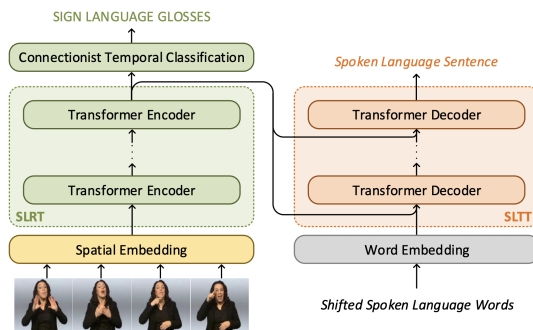 SIGN LANGUAGE GLOSSES
Connectionist Temporal Classification
Transformer Encoder
Transformer Encoder
SLRT
Spatial Embedding
Spoken Language Sentence
Transformer Decoder
Transformer Decoder
SLTT
Word Embedding
Shifted Spoken Language Words